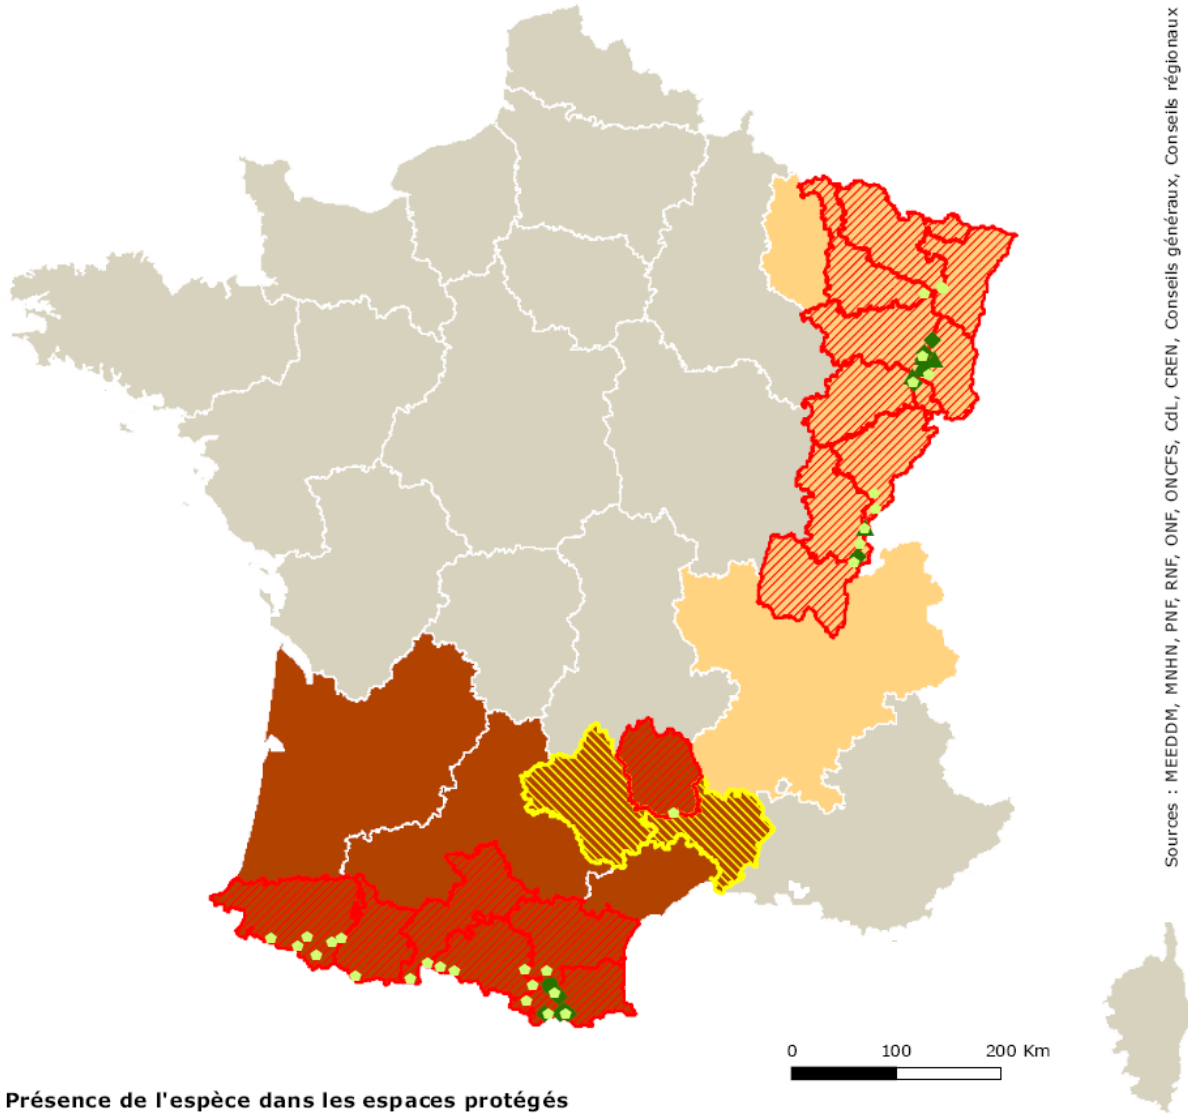 Sources : MEEDDM, MNHN, PNF, RNF, ONF, ONCFS, CdL, CREN, Conseils généraux, Conseils régionaux
0 100 200 Km
Présence de l'espèce dans les espaces protégés